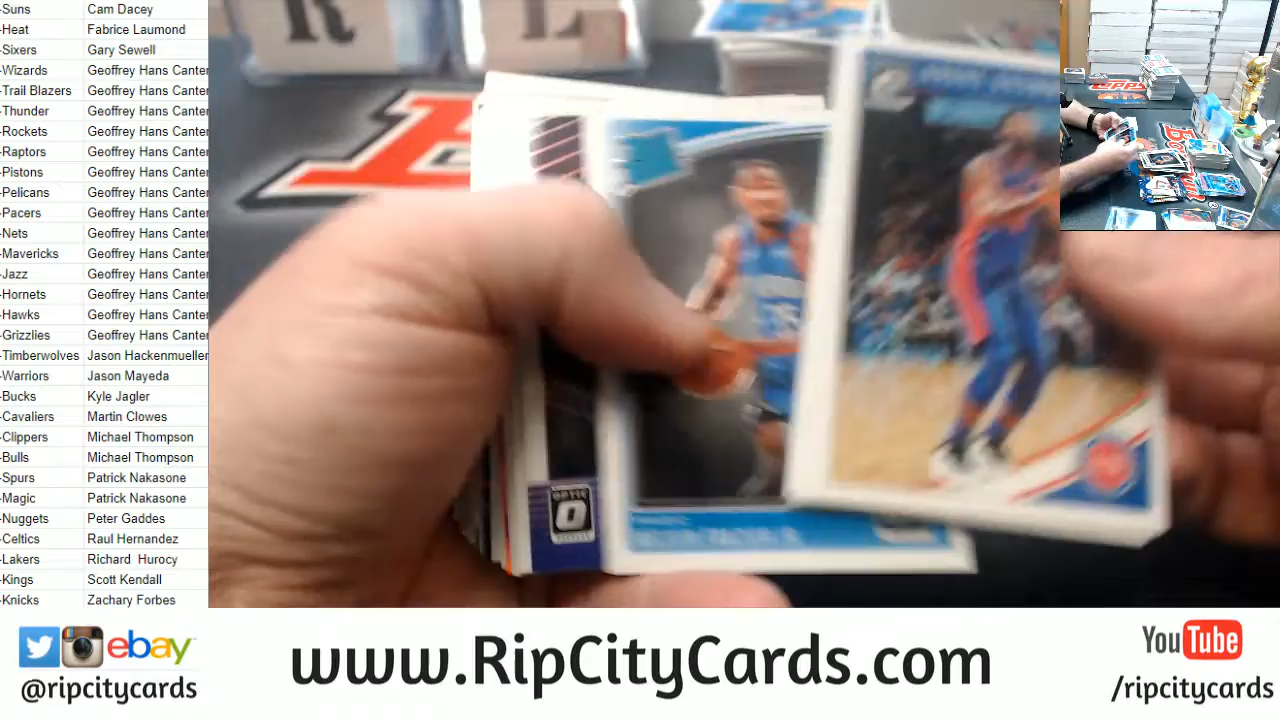 -Suns Cam Dacey
-Heat Fabrice Laumond
-Sixers Gary Sewell
-Wizards Geoffrey Hans Canter
-Trail Blazers Geoffrey Hans Canter
-Thunder Geoffrey Hans Canter
-Rockets Geoffrey Hans Canter
-Raptors Geoffrey Hans Canter
-Pistons Geoffrey Hans Canter
-Pelicans Geoffrey Hans Canter
-Pacers Geoffrey Hans Canter
-Nets Geoffrey Hans Canter
-Mavericks Geoffrey Hans Canter
-Jazz Geoffrey Hans Canter
-Hornets Geoffrey Hans Canter
-Hawks Geoffrey Hans Canter
-Grizzlies Geoffrey Hans Canter
-Timberwolves Jason Hackenmueller
-Warriors Jason Mayeda
-Bucks Kyle Jagler
-Cavaliers Martin Clowes
-Clippers Michael Thompson
-Bulls Michael Thompson
-Spurs Patrick Nakasone
-Magic Patrick Nakasone
-Nuggets Peter Gaddes
-Celtics Raul Hernandez
-Lakers Richard Hurocy
-Kings Scott Kendall
-Knicks Zachary Forbes
R L
OPTIC
ebay
@ripcitycards
www.RipCityCards.com
YouTube
/ripcitycards